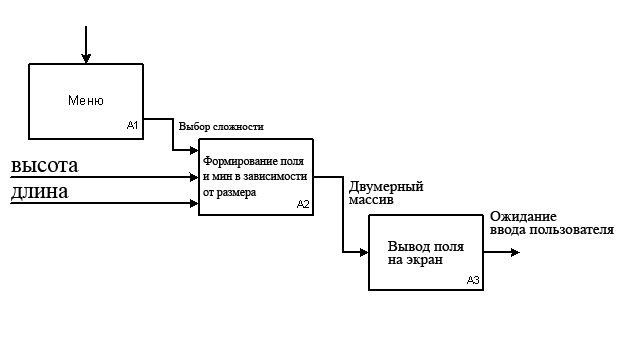 Меню
A1
Выбор сложности
высота
длина
Формирование поля
и мин в зависимости
от размера
A2
Двумерный
массив
Вывод поля
на экран
A3
Ожидание
ввода пользователя